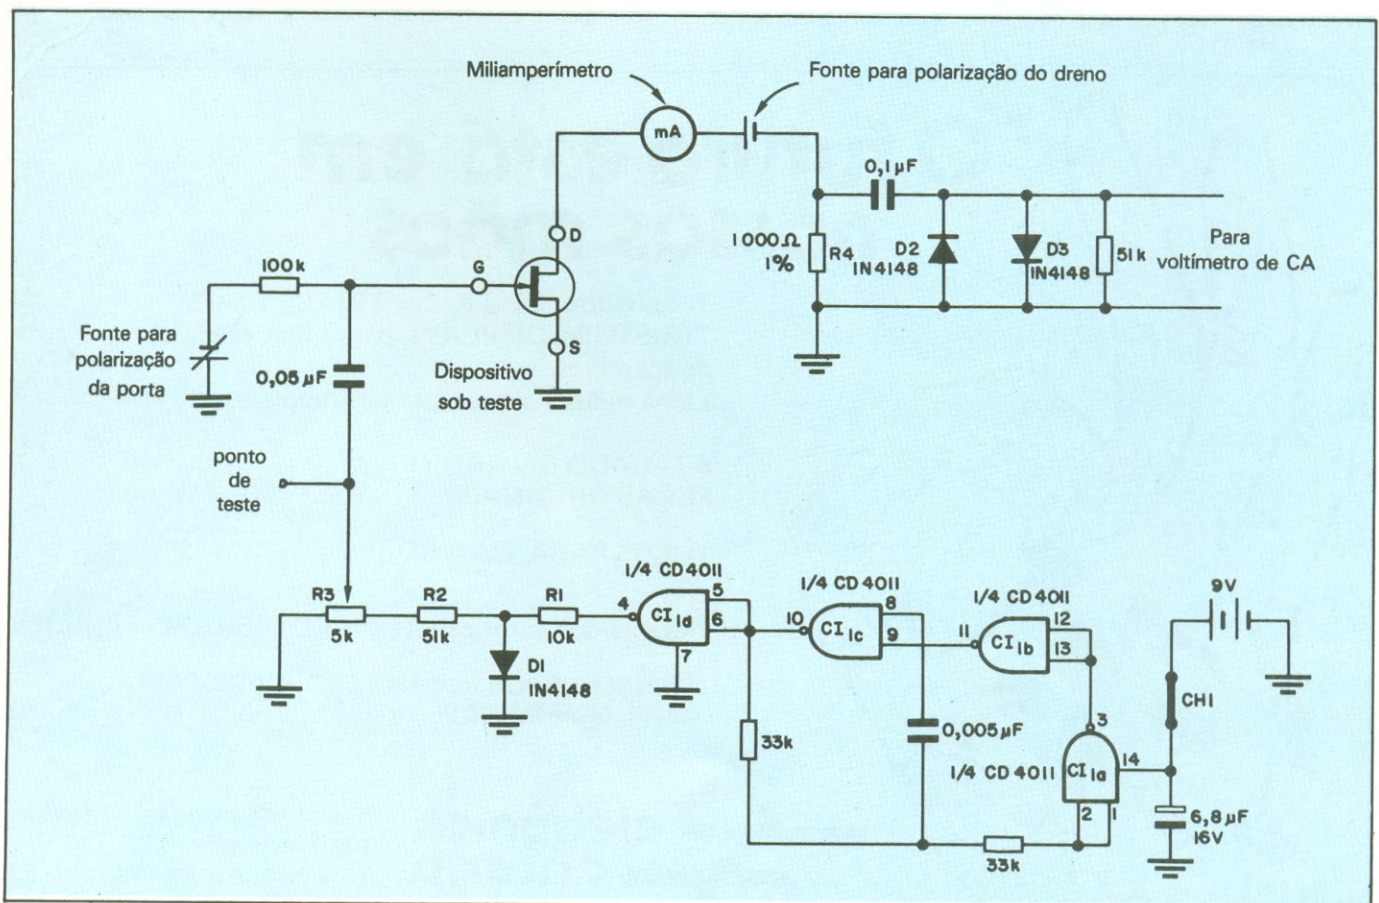 Miliamperímetro
Fonte para polarização do dreno
mA
0,1µF
D
1000Ω
1%
R4
D2
1N4148
D3
1N4148
51k
Para
voltímetro de CA
100k
G
Fonte para
polarização
da porta
0,05µF
S
Dispositivo
sob teste
ponto
de
teste
1/4 CD4011
1/4 CD4011
1/4 CD4011
9V
R3
5k
R2
51k
R1
10k
4
CI1d
5
6
7
10
CI1c
8
9
11
CI1b
12
13
D1
1N4148
CH1
33k
0,005µF
3
1/4 CD4011
CI1a
14
2
1
6,8µF
16V
33k